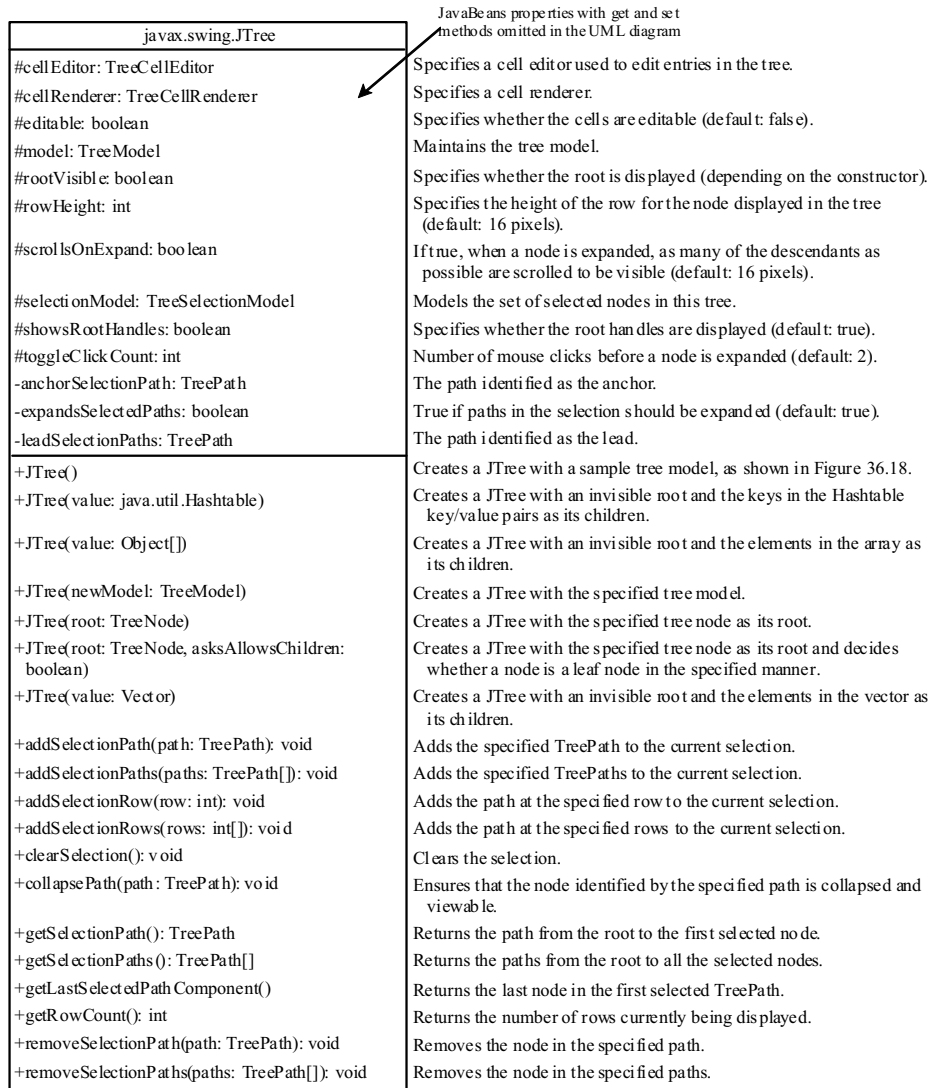 JavaBeans properties with get and set
methods omitted in the UML diagram
javax.swing.JTree
#cellEditor: TreeCellEditor
Specifies a cell editor used to edit entries in the tree.
#cellRenderer: TreeCellRenderer
Specifies a cell renderer.
#editable: boolean
Specifies whether the cells are editable (default: false).
#model: TreeModel
Maintains the tree model.
#rootVisible: boolean
Specifies whether the root is displayed (depending on the constructor).
#rowHeight: int
Specifies the height of the row for the node displayed in the tree
(default: 16 pixels).
#scrollsOnExpand: boolean
If true, when a node is expanded, as many of the descendants as
possible are scrolled to be visible (default: 16 pixels).
#selectionModel: TreeSelectionModel
Models the set of selected nodes in this tree.
#showsRootHandles: boolean
Specifies whether the root handles are displayed (default: true).
#toggleClickCount: int
Number of mouse clicks before a node is expanded (default: 2).
-anchorSelectionPath: TreePath
The path identified as the anchor.
-expandsSelectedPaths: boolean
True if paths in the selection should be expanded (default: true).
-leadSelectionPaths: TreePath
The path identified as the lead.
+JTree()
Creates a JTree with a sample tree model, as shown in Figure 36.18.
+JTree(value: java.util.Hashtable)
Creates a JTree with an invisible root and the keys in the Hashtable
key/value pairs as its children.
+JTree(value: Object[])
Creates a JTree with an invisible root and the elements in the array as
its children.
+JTree(newModel: TreeModel)
Creates a JTree with the specified tree model.
+JTree(root: TreeNode)
Creates a JTree with the specified tree node as its root.
+JTree(root: TreeNode, asksAllowsChildren:
boolean)
Creates a JTree with the specified tree node as its root and decides
whether a node is a leaf node in the specified manner.
+JTree(value: Vector)
Creates a JTree with an invisible root and the elements in the vector as
its children.
+addSelectionPath(path: TreePath): void
Adds the specified TreePath to the current selection.
+addSelectionPaths(paths: TreePath[]): void
Adds the specified TreePaths to the current selection.
+addSelectionRow(row: int): void
Adds the path at the specified row to the current selection.
+addSelectionRows(rows: int[]): void
Adds the path at the specified rows to the current selection.
+clearSelection(): void
Clears the selection.
+collapsePath(path: TreePath): void
Ensures that the node identified by the specified path is collapsed and
viewable.
+getSelectionPath(): TreePath
Returns the path from the root to the first selected node.
+getSelectionPaths(): TreePath[]
Returns the paths from the root to all the selected nodes.
+getLastSelectedPathComponent()
Returns the last node in the first selected TreePath.
+getRowCount(): int
Returns the number of rows currently being displayed.
+removeSelectionPath(path: TreePath): void
Removes the node in the specified path.
+removeSelectionPaths(paths: TreePath[]): void
Removes the node in the specified paths.